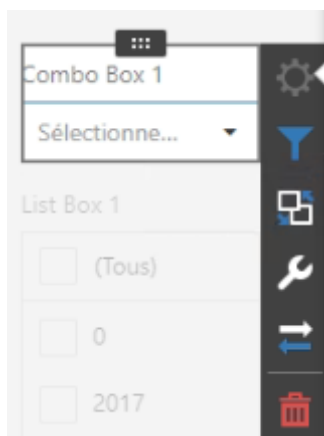 Combo Box 1
Sélectionne...
List Box 1
(Tous)
0
2017